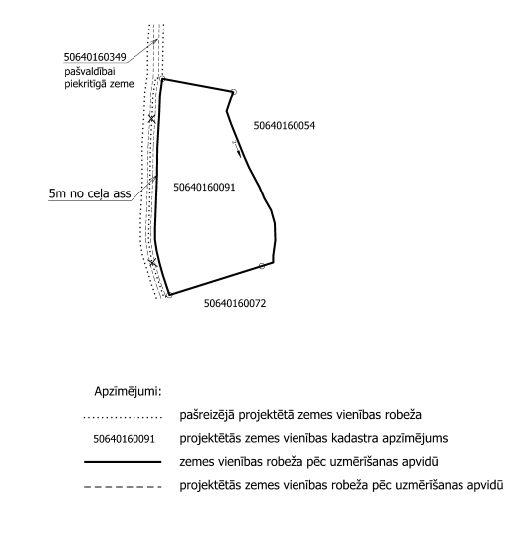 50640160349
pašvaldībai
piekritīgā zeme
50640160054
50640160091
5m no ceļa ass
50640160072
Apzīmējumi:
pašreizējā projektētā zemes vienības robeža
50640160091 projektētās zemes vienības kadastra apzīmējums
zemes vienības robeža pēc uzmērīšanas apvidū
projektētās zemes vienības robeža pēc uzmērīšanas apvidū